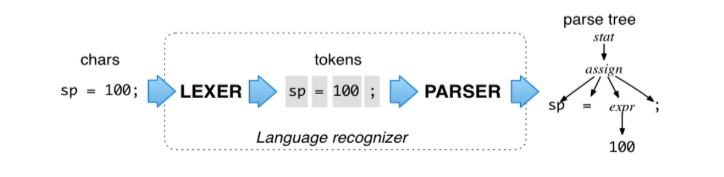 chars
sp = 100;
LEXER
tokens
sp = 100 ;
PARSER
Language recognizer
parse tree
stat
assign
sp = expr ;
100